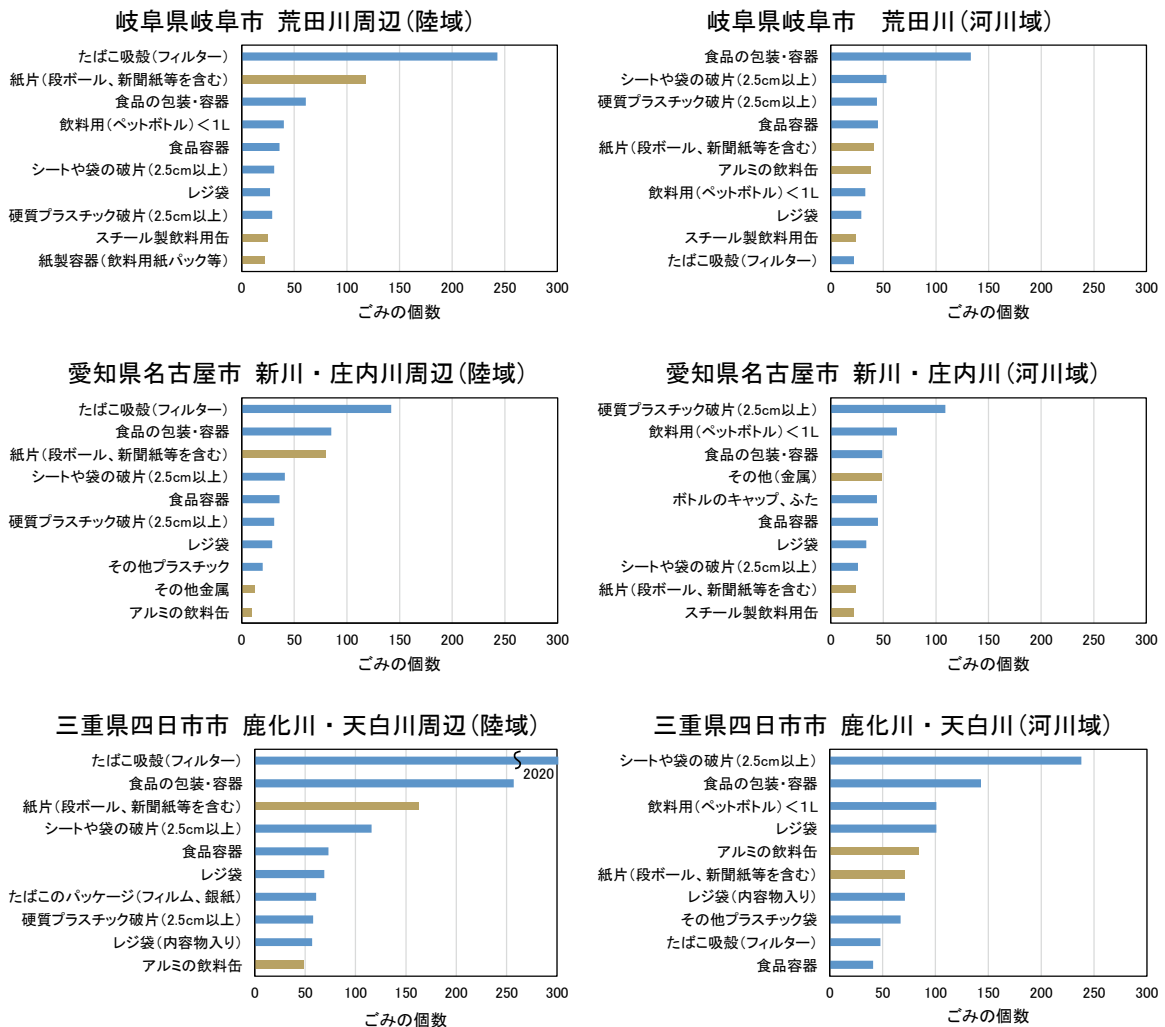 岐阜県岐阜市 荒田川周辺（陸域）
たばこ吸殻（フィルター）
紙片（段ボール、新聞紙等を含む）
食品の包装・容器
飲料用（ペットボトル）＜1L
食品容器
シートや袋の破片（2.5cm以上）
レジ袋
硬質プラスチック破片（2.5cm以上）
スチール製飲料用缶
紙製容器（飲料用紙パック等）
0 50 100 150 200 250 300
ごみの個数
岐阜県岐阜市　荒田川（河川域）
食品の包装・容器
シートや袋の破片（2.5cm以上）
硬質プラスチック破片（2.5cm以上）
食品容器
紙片（段ボール、新聞紙等を含む）
アルミの飲料缶
飲料用（ペットボトル）＜1L
レジ袋
スチール製飲料用缶
たばこ吸殻（フィルター）
0 50 100 150 200 250 300
ごみの個数
愛知県名古屋市 新川・庄内川周辺（陸域）
たばこ吸殻（フィルター）
食品の包装・容器
紙片（段ボール、新聞紙等を含む）
シートや袋の破片（2.5cm以上）
食品容器
硬質プラスチック破片（2.5cm以上）
レジ袋
その他プラスチック
その他金属
アルミの飲料缶
0 50 100 150 200 250 300
ごみの個数
愛知県名古屋市 新川・庄内川（河川域）
硬質プラスチック破片（2.5cm以上）
飲料用（ペットボトル）＜1L
食品の包装・容器
その他（金属）
ボトルのキャップ、ふた
食品容器
レジ袋
シートや袋の破片（2.5cm以上）
紙片（段ボール、新聞紙等を含む）
スチール製飲料用缶
0 50 100 150 200 250 300
ごみの個数
三重県四日市市 鹿化川・天白川周辺（陸域）
たばこ吸殻（フィルター）
2020
食品の包装・容器
紙片（段ボール、新聞紙等を含む）
シートや袋の破片（2.5cm以上）
食品容器
レジ袋
たばこのパッケージ（フィルム、銀紙）
硬質プラスチック破片（2.5cm以上）
レジ袋（内容物入り）
アルミの飲料缶
0 50 100 150 200 250 300
ごみの個数
三重県四日市市 鹿化川・天白川（河川域）
シートや袋の破片（2.5cm以上）
食品の包装・容器
飲料用（ペットボトル）＜1L
レジ袋
アルミの飲料缶
紙片（段ボール、新聞紙等を含む）
レジ袋（内容物入り）
その他プラスチック袋
たばこ吸殻（フィルター）
食品容器
0 50 100 150 200 250 300
ごみの個数